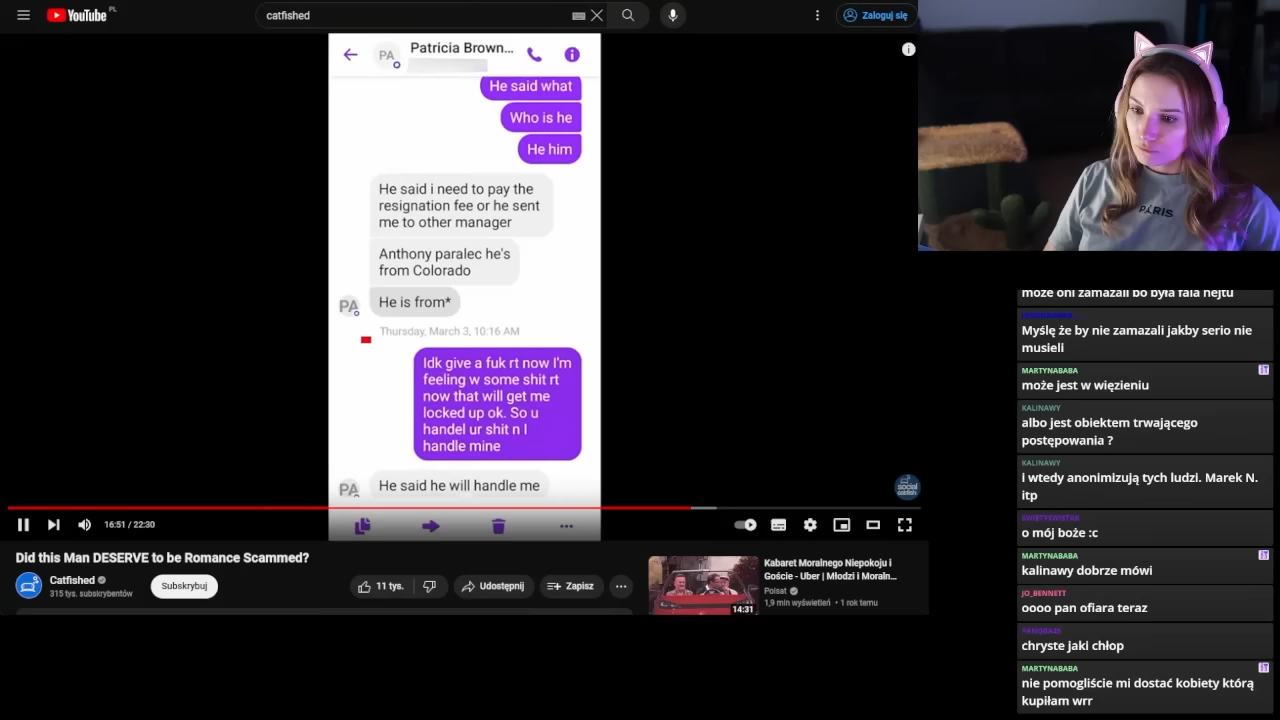 YouTube PL
catfished
Zaloguj się
PA
Patricia Brown...
He said what
Who is he
He him
He said i need to pay the
resignation fee or he sent
me to other manager
Anthony paralec he's
from Colorado
PA
He is from*
Thursday, March 3, 10:16 AM
Idk give a fuk rt now I'm
feeling w some shit rt
now that will get me
locked up ok. So u
handel ur shit n I
handle mine
PA
He said he will handle me
social
catfish
16:51 / 22:30
Did this Man DESERVE to be Romance Scammed?
Catfished
315 tys. subskrybentów
Subskrybuj
11 tys.
Udostępnij
Zapisz
14:31
Kabaret Moralnego Niepokoju i
Goście - Uber | Młodzi i Moraln...
Polsat
1,9 mln wyświetleń • 1 rok temu
PARIS
może oni zamazali bo była fala hejtu
Myślę że by nie zamazali jakby serio nie
musieli
MARTYNABABA
może jest w więzieniu
KALINAWY
albo jest obiektem trwającego
postępowania ?
KALINAWY
i wtedy anonimizują tych ludzi. Marek N.
itp
o mój boże :c
MARTYNABABA
kalinawy dobrze mówi
JO_BENNETT
oooo pan ofiara teraz
chryste jaki chłop
MARTYNABABA
nie pomogliście mi dostać kobiety którą
kupiłam wrr